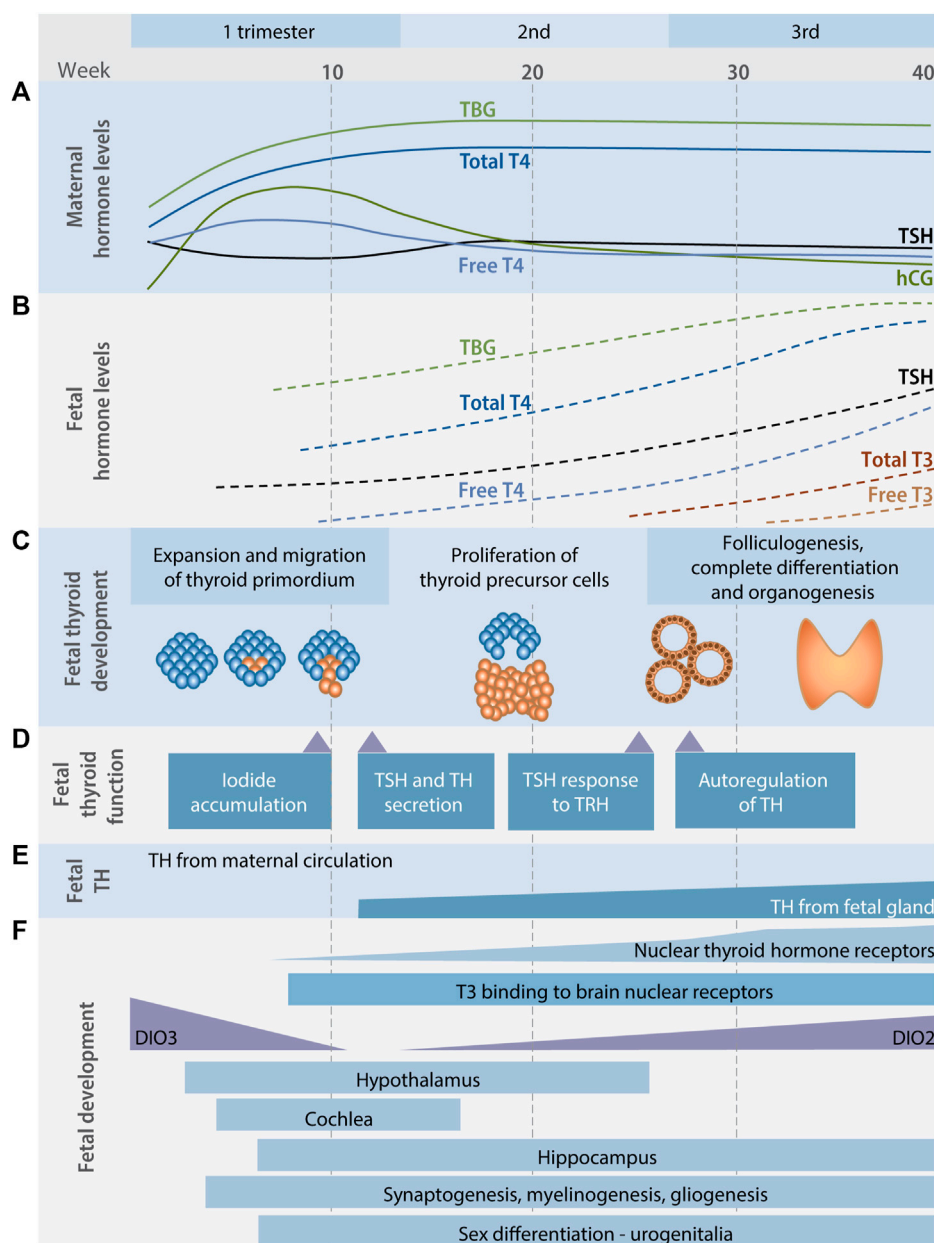 1 trimester
2nd
3rd
Week
10
20
30
40
A
Maternal
hormone levels
TBG
Total T4
Free T4
TSH
hCG
B
Fetal
hormone levels
TBG
Total T4
TSH
Free T4
Total T3
Free T3
C
Fetal thyroid
development
Expansion and migration
of thyroid primordium
Proliferation of
thyroid precursor cells
Folliculogenesis,
complete differentiation
and organogenesis
D
Fetal
thyroid
function
Iodide
accumulation
TSH and TH
secretion
TSH response
to TRH
Autoregulation
of TH
E
Fetal
TH
TH from maternal circulation
TH from fetal gland
F
Fetal development
Nuclear thyroid hormone receptors
T3 binding to brain nuclear receptors
DIO3
DIO2
Hypothalamus
Cochlea
Hippocampus
Synaptogenesis, myelinogenesis, gliogenesis
Sex differentiation - urogenitalia